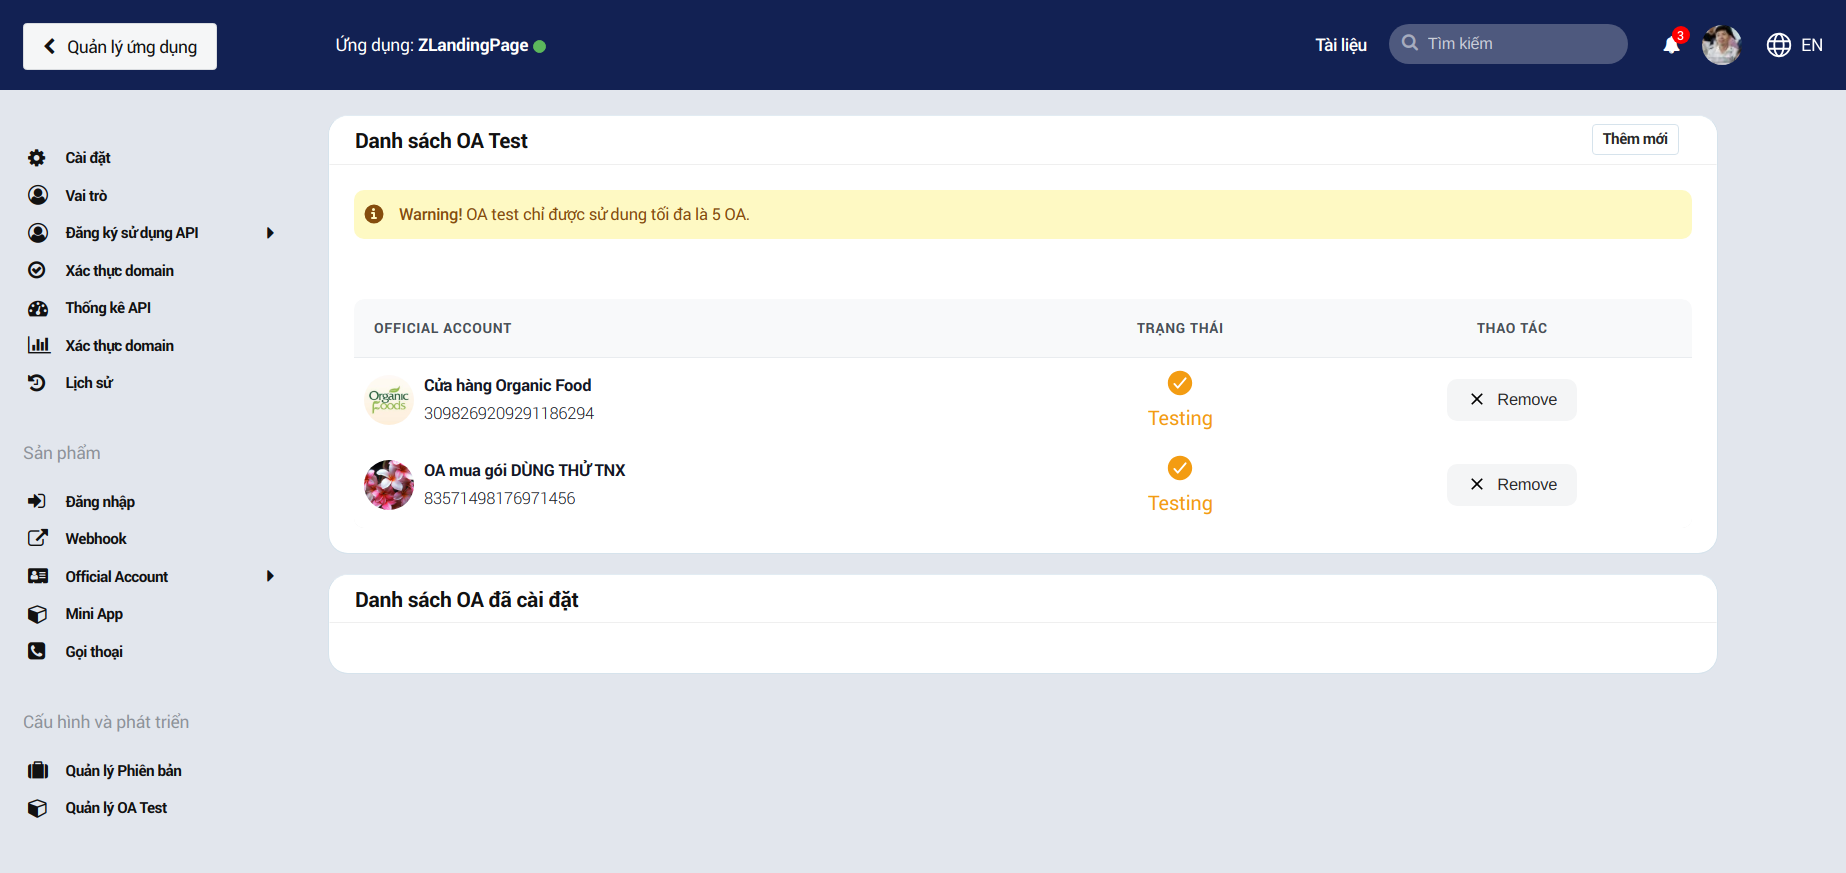 Quản lý ứng dụng
Ứng dụng: ZLandingPage
Tài liệu
Tìm kiếm
3
EN
Cài đặt
Vai trò
Đăng ký sử dụng API
Xác thực domain
Thống kê API
Xác thực domain
Lịch sử
Sản phẩm
Đăng nhập
Webhook
Official Account
Mini App
Gọi thoại
Cấu hình và phát triển
Quản lý Phiên bản
Quản lý OA Test
Danh sách OA Test
Thêm mới
Warning! OA test chỉ được sử dung tối đa là 5 OA.
OFFICIAL ACCOUNT TRẠNG THÁI THAO TÁC
Organic
Foods
Cửa hàng Organic Food
3098269209291186294
Testing
Remove
OA mua gói DÙNG THỬ TNX
83571498176971456
Testing
Remove
Danh sách OA đã cài đặt